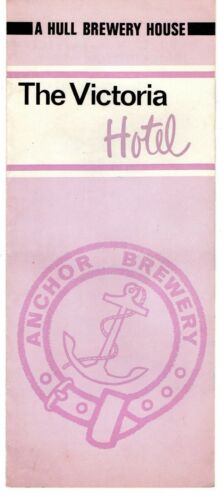 A HULL BREWERY HOUSE
The Victoria
Hotel
ANCHOR BREWERY